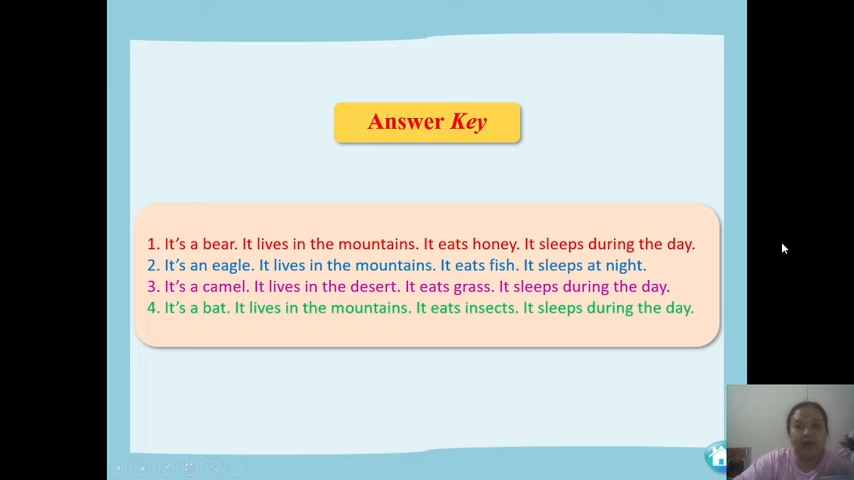 Answer Key
1. It's a bear. It lives in the mountains. It eats honey. It sleeps during the day.
2. It's an eagle. It lives in the mountains. It eats fish. It sleeps at night.
3. It's a camel. It lives in the desert. It eats grass. It sleeps during the day.
4. It's a bat. It lives in the mountains. It eats insects. It sleeps during the day.